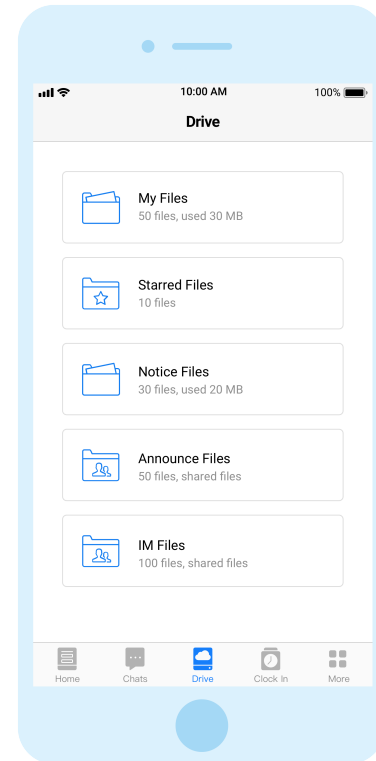 10:00 AM
100%
Drive
My Files
50 files, used 30 MB
Starred Files
10 files
Notice Files
30 files, used 20 MB
Announce Files
50 files, shared files
IM Files
100 files, shared files
Home Chats Drive Clock In More